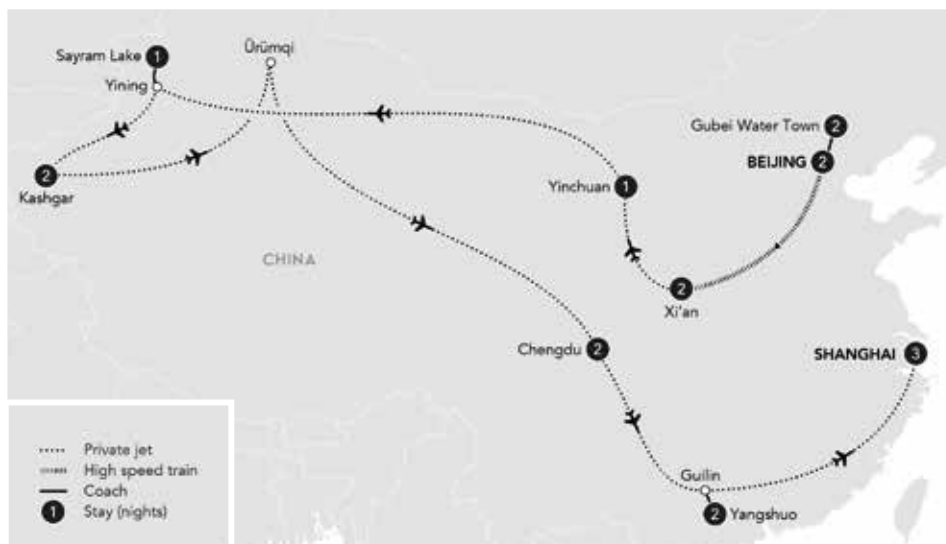 Sayram Lake 1
Ürümqi
Yining
Gubei Water Town 2
BEIJING 2
2
Kashgar
Yinchuan 1
CHINA
2
Xi'an
Chengdu 2
SHANGHAI 3
Guilin
2 Yangshuo
Private jet
High speed train
Coach
1 Stay (nights)